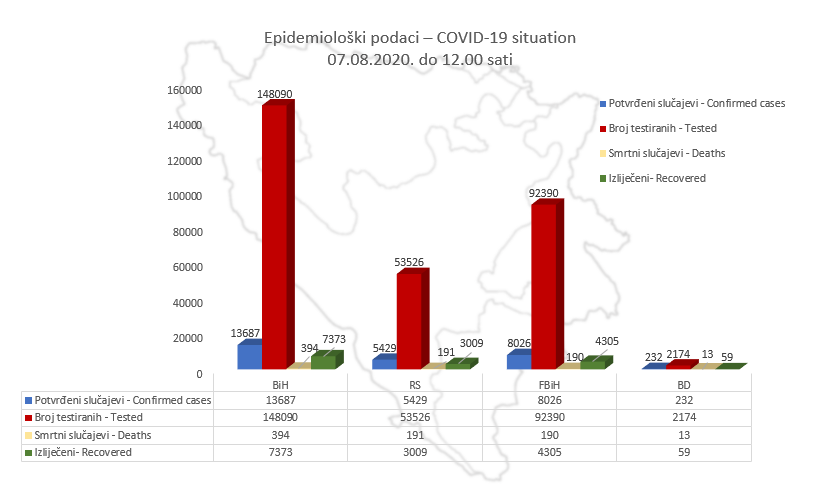 Epidemiološki podaci – COVID-19 situation
07.08.2020. do 12.00 sati
160000
140000
120000
100000
80000
60000
40000
20000
0
148090
13687
394
7373
53526
5429
191
3009
92390
8026
190
4305
232
2174
13
59
Potvrđeni slučajevi - Confirmed cases
Broj testiranih - Tested
Smrtni slučajevi - Deaths
Izliječeni- Recovered
BiH RS FBiH BD
Potvrđeni slučajevi - Confirmed cases 13687 5429 8026 232
Broj testiranih - Tested 148090 53526 92390 2174
Smrtni slučajevi - Deaths 394 191 190 13
Izliječeni- Recovered 7373 3009 4305 59